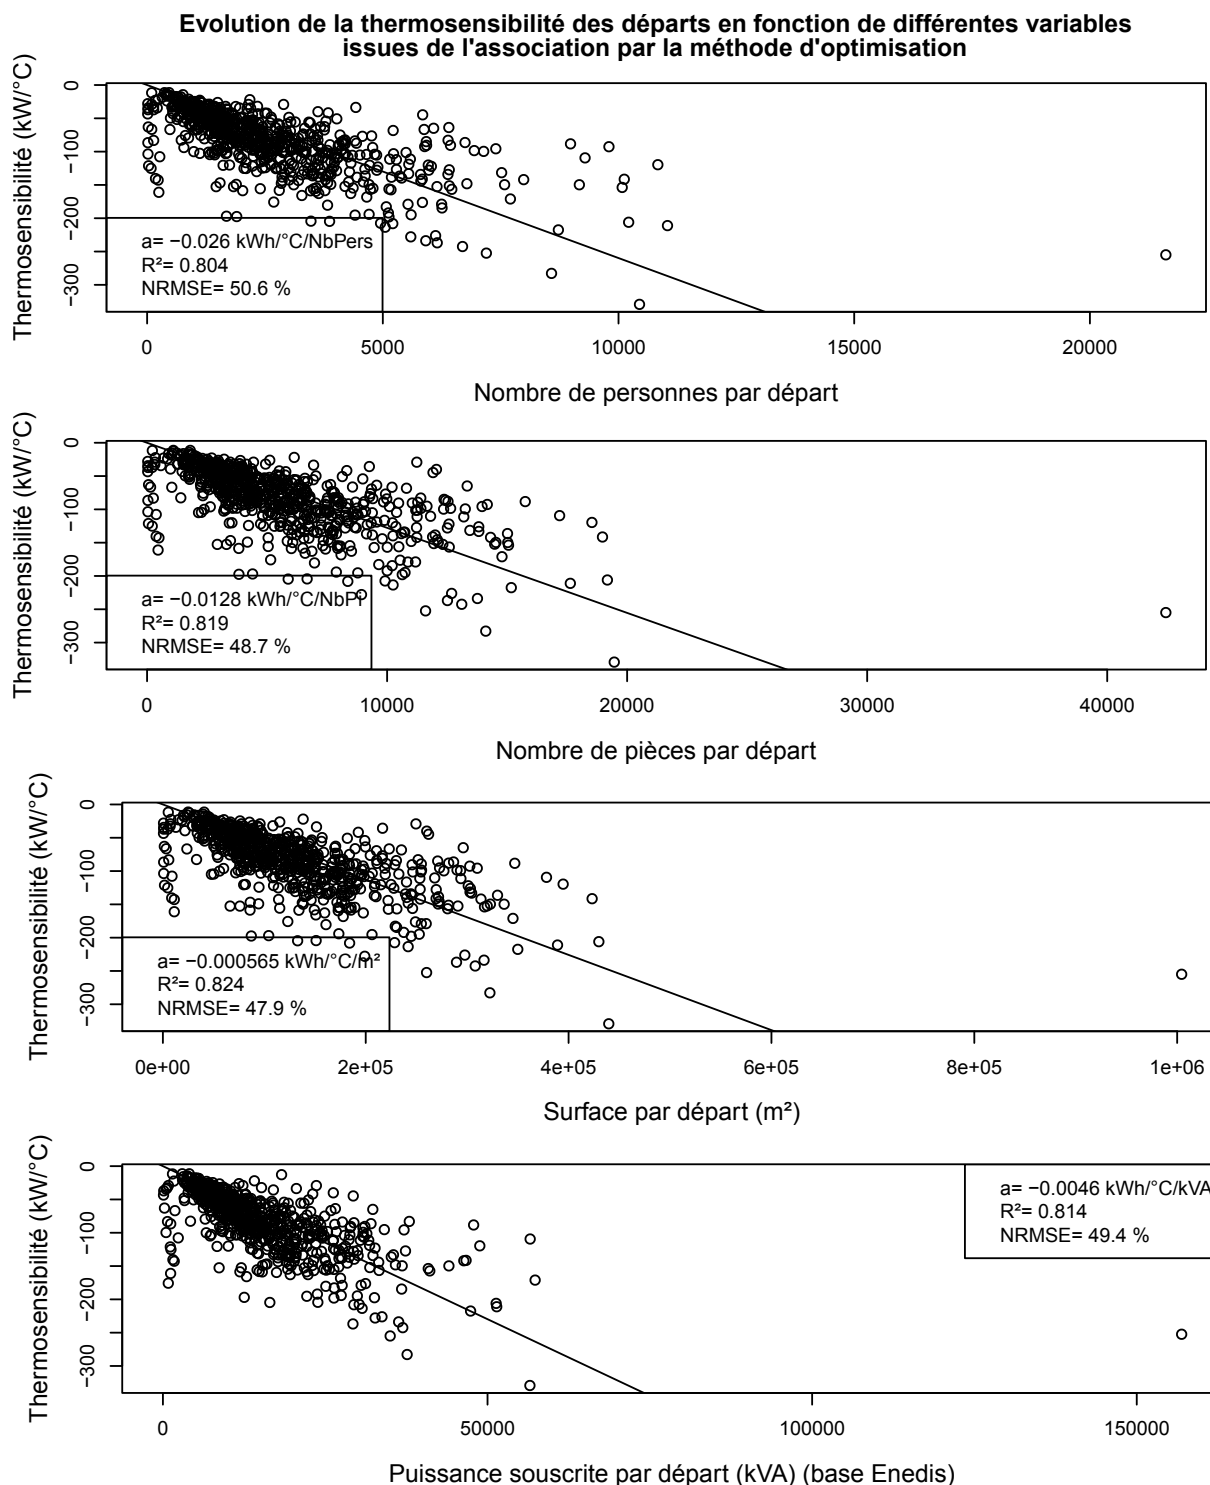 Evolution de la thermosensibilité des départs en fonction de différentes variables
issues de l'association par la méthode d'optimisation
Thermosensibilité (kW/°C)
0
−100
−200
−300
a= −0.026 kWh/°C/NbPers
R²= 0.804
NRMSE= 50.6 %
0 5000 10000 15000 20000
Nombre de personnes par départ
Thermosensibilité (kW/°C)
0
−100
−200
−300
a= −0.0128 kWh/°C/NbPi
R²= 0.819
NRMSE= 48.7 %
0 10000 20000 30000 40000
Nombre de pièces par départ
Thermosensibilité (kW/°C)
0
−100
−200
−300
a= −0.000565 kWh/°C/m²
R²= 0.824
NRMSE= 47.9 %
0e+00 2e+05 4e+05 6e+05 8e+05 1e+06
Surface par départ (m²)
Thermosensibilité (kW/°C)
0
−100
−200
−300
a= −0.0046 kWh/°C/kVA
R²= 0.814
NRMSE= 49.4 %
0 50000 100000 150000
Puissance souscrite par départ (kVA) (base Enedis)